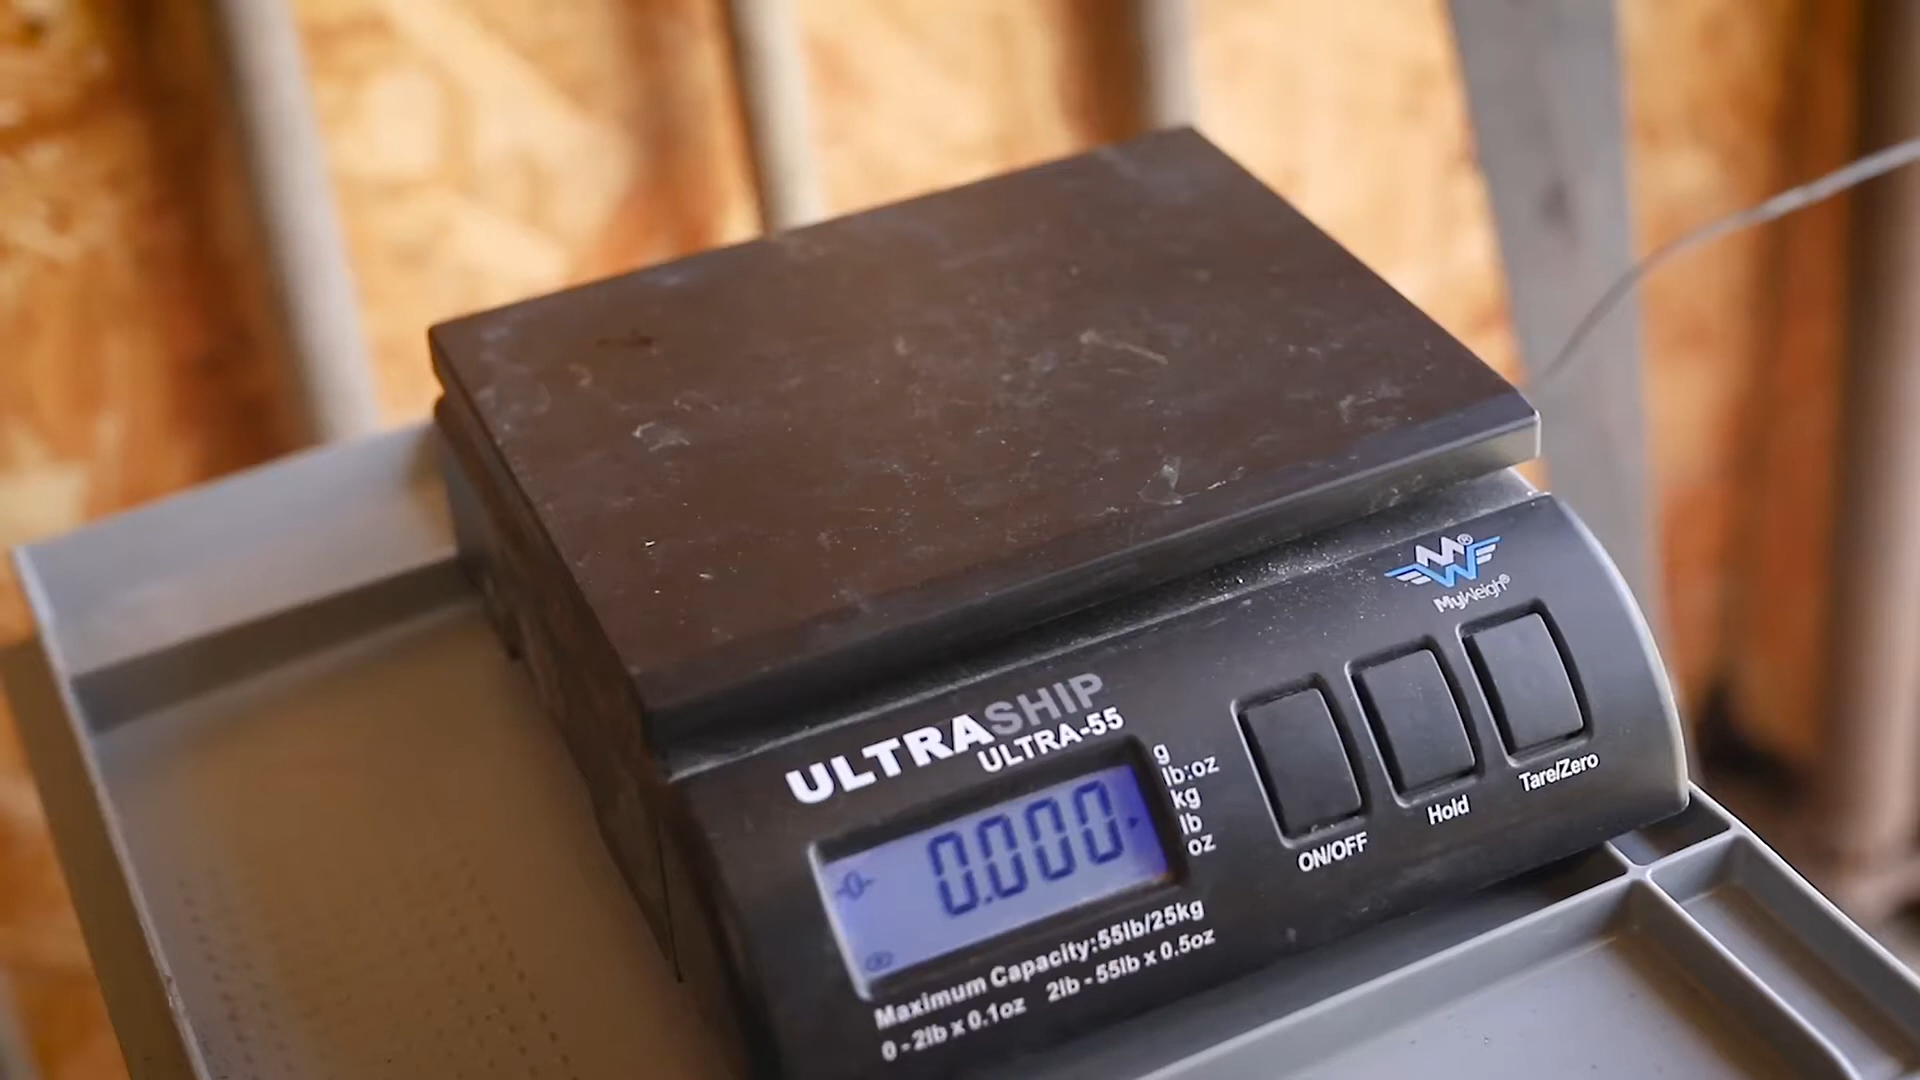 MyWeigh®
ULTRASHIP
ULTRA-55
g
lb:oz
kg
lb
oz
0.000
-0-
ON/OFF
Hold
Tare/Zero
Maximum Capacity:55lb/25kg
0 - 2lb x 0.1oz 2lb - 55lb x 0.5oz